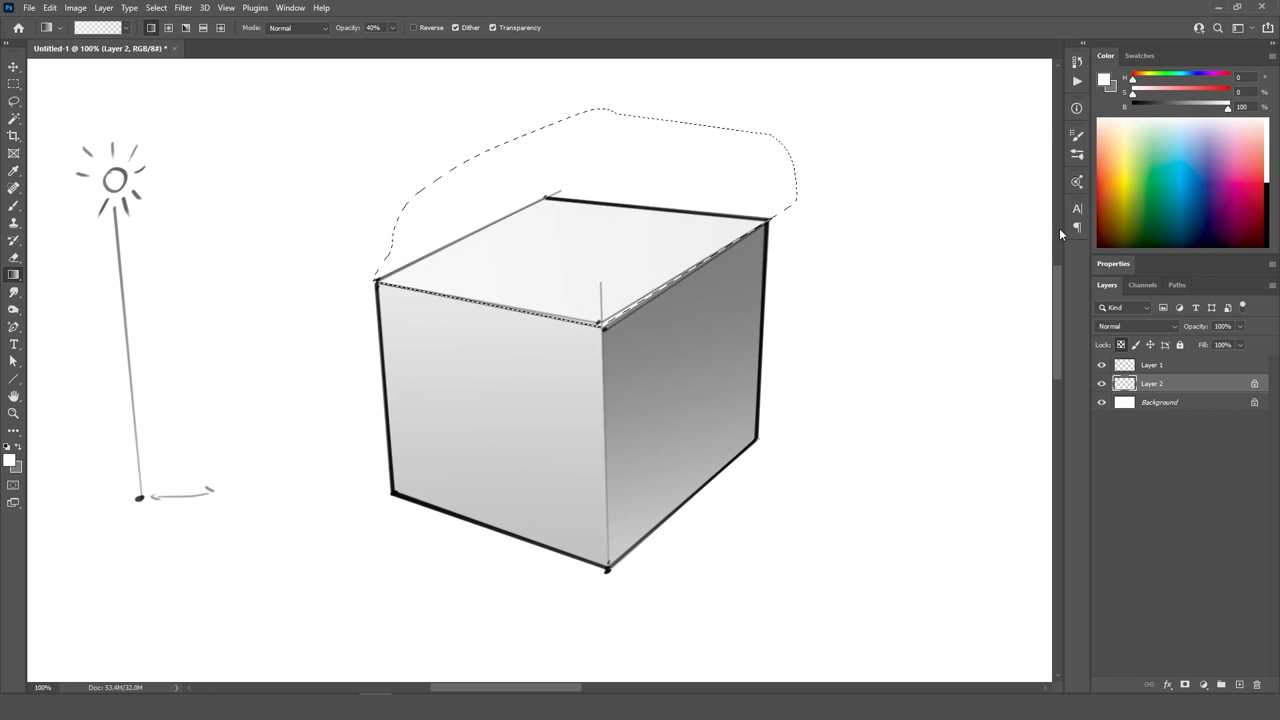 Ps File Edit Image Layer Type Select Filter 3D View Plugins Window Help
Mode: Normal Opacity: 40% Reverse Dither Transparency
Untitled-1 @ 100% (Layer 2, RGB/8#) * ×
Color Swatches
H 0 °
S 0 %
B 100 %
A|
¶
T
Properties
Layers Channels Paths
Kind
Normal Opacity: 100%
Lock: Fill: 100%
Layer 1
Layer 2
Background
100% Doc: 53.4M/32.0M
fx